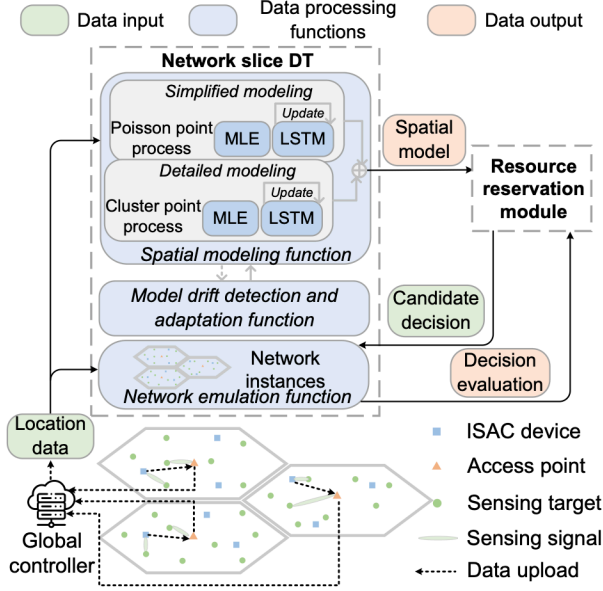 Data input
Data processing
functions
Data output
Network slice DT
Simplified modeling
Update
Poisson point
process
MLE
LSTM
Detailed modeling
Update
Cluster point
process
MLE
LSTM
Spatial modeling function
Spatial
model
Resource
reservation
module
Model drift detection and
adaptation function
Candidate
decision
Network
instances
Network emulation function
Decision
evaluation
Location
data
Global
controller
ISAC device
Access point
Sensing target
Sensing signal
Data upload